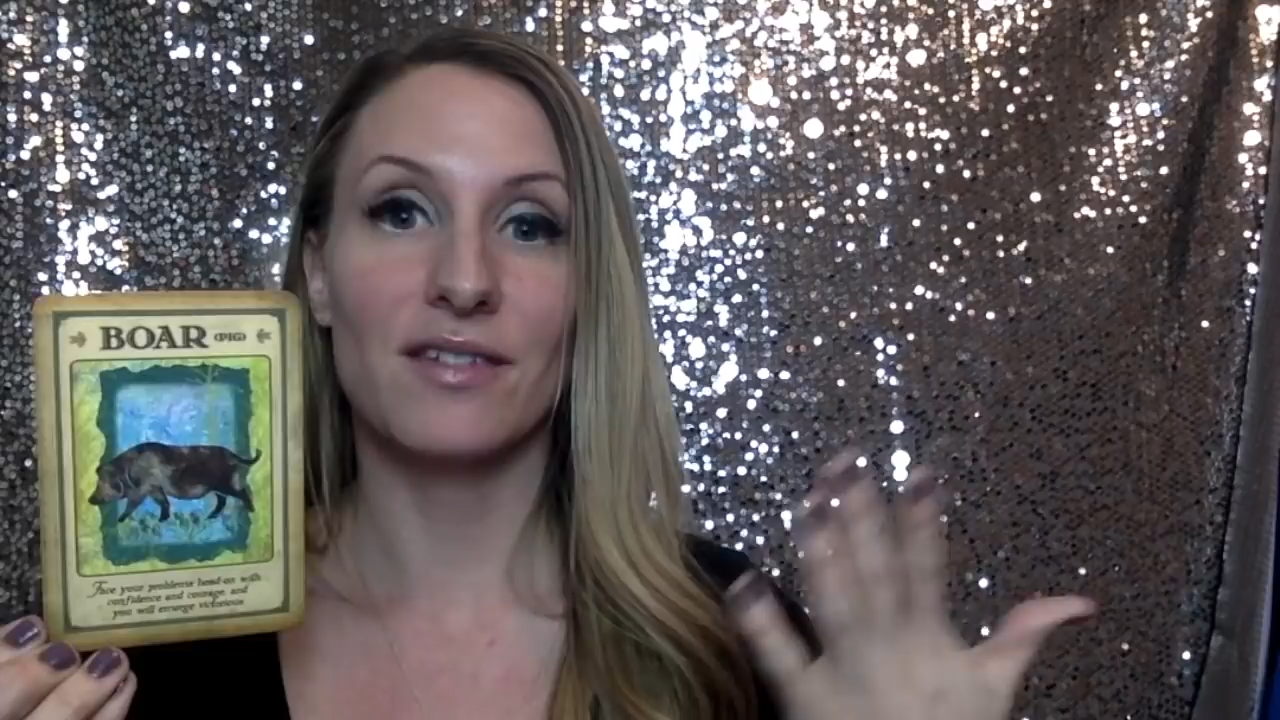 BOAR (PIG)
Face your problems head-on with
confidence and courage, and
you will emerge victorious